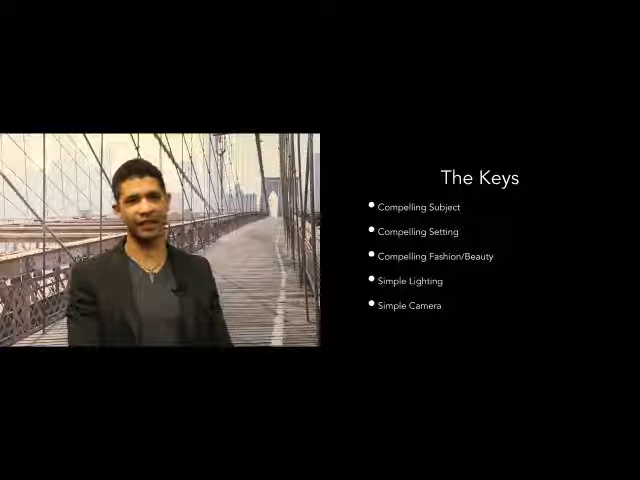 The Keys
Compelling Subject
Compelling Setting
Compelling Fashion/Beauty
Simple Lighting
Simple Camera